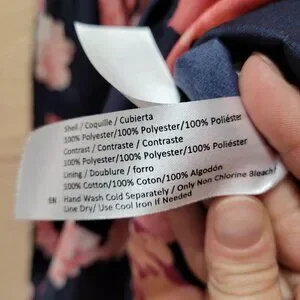 Shell / Coquille / Cubierta
100% Polyester/100% Polyester/100% Poliéster
Contrast / Contraste / Contraste
100% Polyester/100% Polyester/100% Poliéster
Lining / Doublure / forro
100% Cotton/100% Coton/100% Algodón
EN Hand Wash Cold Separately / Only Non Chlorine Bleach/
Line Dry/ Use Cool Iron If Needed